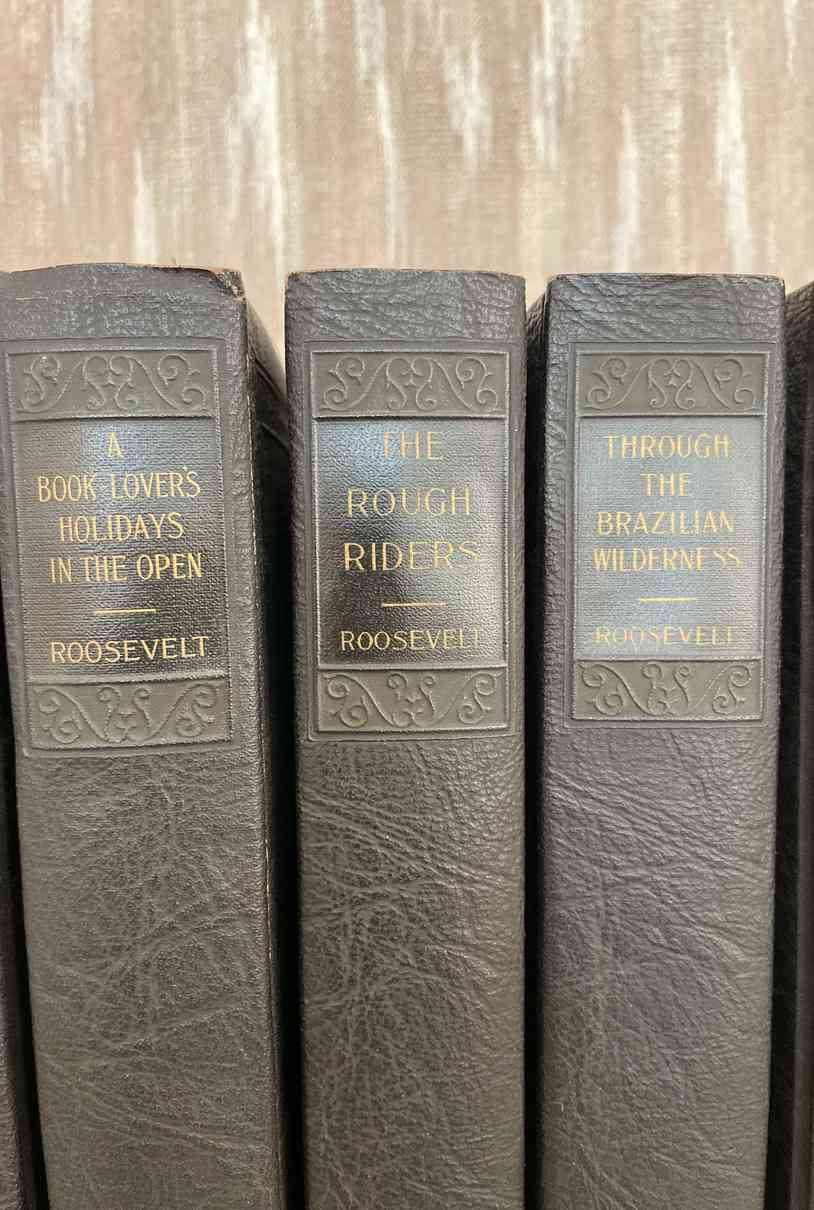 A
BOOK-LOVER'S
HOLIDAYS
IN THE OPEN
ROOSEVELT
THE
ROUGH
RIDERS
ROOSEVELT
THROUGH
THE
BRAZILIAN
WILDERNESS
ROOSEVELT